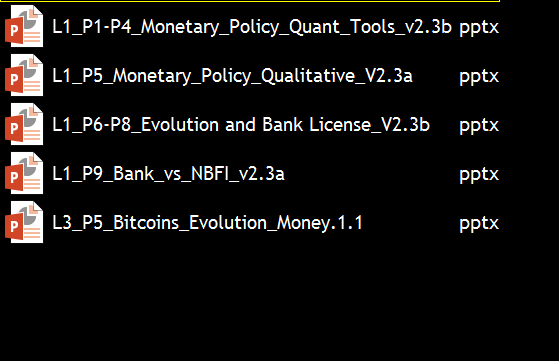 L1_P1-P4_Monetary_Policy_Quant_Tools_v2.3b pptx
L1_P5_Monetary_Policy_Qualitative_V2.3a pptx
L1_P6-P8_Evolution and Bank License_V2.3b pptx
L1_P9_Bank_vs_NBFI_v2.3a pptx
L3_P5_Bitcoins_Evolution_Money.1.1 pptx